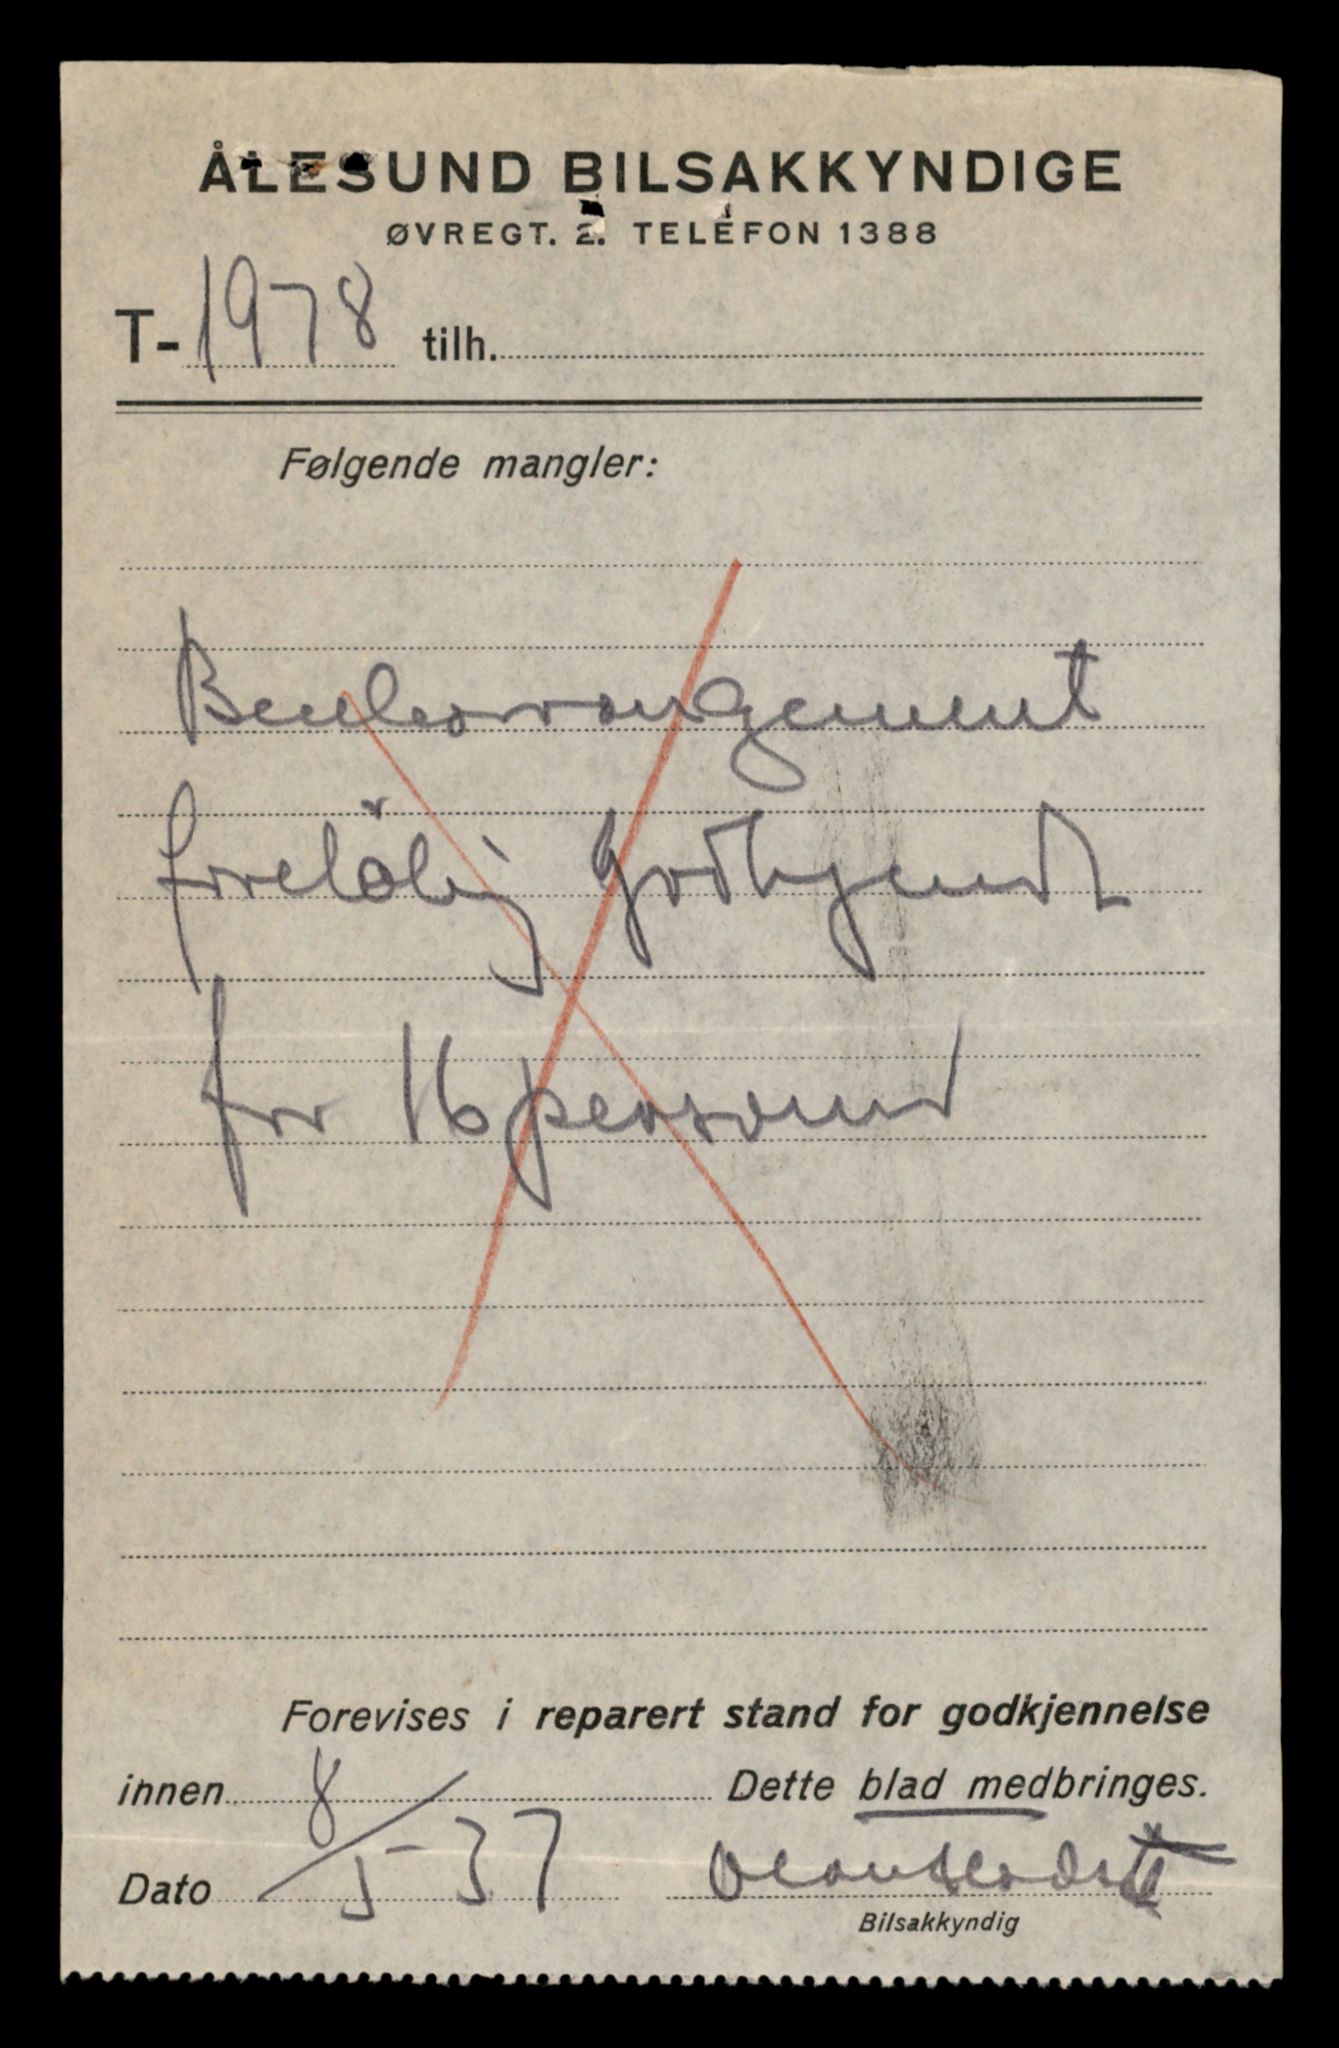 ÅLESUND BILSAKKYNDIGE
ØVREGT. 2. TELEFON 1388
T- 1978 tilh.
Følgende mangler:
Benkearrangement
foreløbig godkjendt
for 16 personer
Forevises i reparert stand for godkjennelse
innen Dette blad medbringes.
Dato 8/5-37
Bilsakkyndig